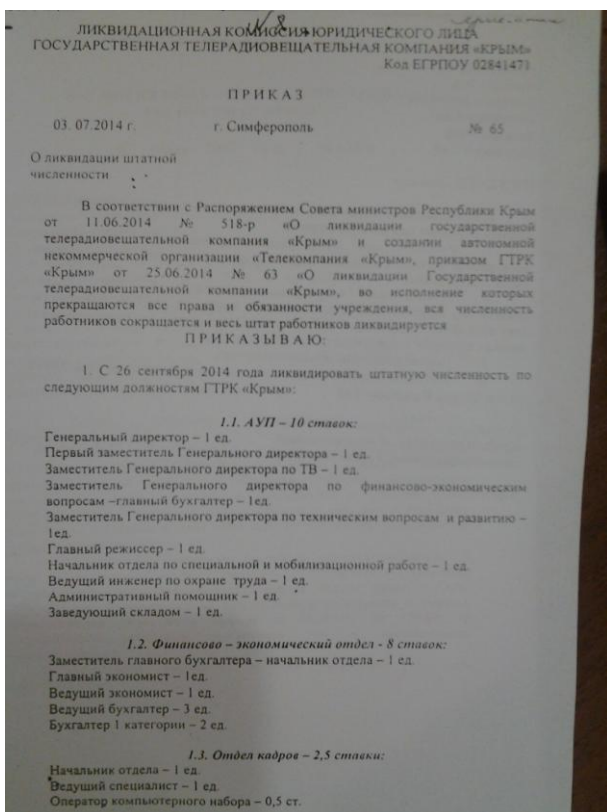 № 8
ЛИКВИДАЦИОННАЯ КОМИССИЯ ЮРИДИЧЕСКОГО ЛИЦА
ГОСУДАРСТВЕННАЯ ТЕЛЕРАДИОВЕЩАТЕЛЬНАЯ КОМПАНИЯ «КРЫМ»
Код ЕГРПОУ 02841471
ПРИКАЗ
03. 07.2014 г. г. Симферополь № 65
О ликвидации штатной
численности
В соответствии с Распоряжением Совета министров Республики Крым
от 11.06.2014 № 518-р «О ликвидации государственной
телерадиовещательной компания «Крым» и создании автономной
некоммерческой организации «Телекомпания «Крым», приказом ГТРК
«Крым» от 25.06.2014 № 63 «О ликвидации Государственной
телерадиовещательной компании «Крым», во исполнение которых
прекращаются все права и обязанности учреждения, вся численность
работников сокращается и весь штат работников ликвидируется
ПРИКАЗЫВАЮ:
1. С 26 сентября 2014 года ликвидировать штатную численность по
следующим должностям ГТРК «Крым»:
1.1. АУП – 10 ставок:
Генеральный директор – 1 ед.
Первый заместитель Генерального директора – 1 ед.
Заместитель Генерального директора по ТВ – 1 ед.
Заместитель Генерального директора по финансово-экономическим
вопросам –главный бухгалтер – 1ед.
Заместитель Генерального директора по техническим вопросам и развитию –
1ед.
Главный режиссер – 1 ед.
Начальник отдела по специальной и мобилизационной работе – 1 ед.
Ведущий инженер по охране труда – 1 ед.
Административный помощник – 1 ед.
Заведующий складом – 1 ед.
1.2. Финансово – экономический отдел - 8 ставок:
Заместитель главного бухгалтера – начальник отдела – 1 ед.
Главный экономист – 1ед.
Ведущий экономист – 1 ед.
Ведущий бухгалтер – 3 ед.
Бухгалтер 1 категории – 2 ед.
1.3. Отдел кадров – 2,5 ставки:
Начальник отдела – 1 ед.
Ведущий специалист – 1 ед.
Оператор компьютерного набора – 0,5 ст.